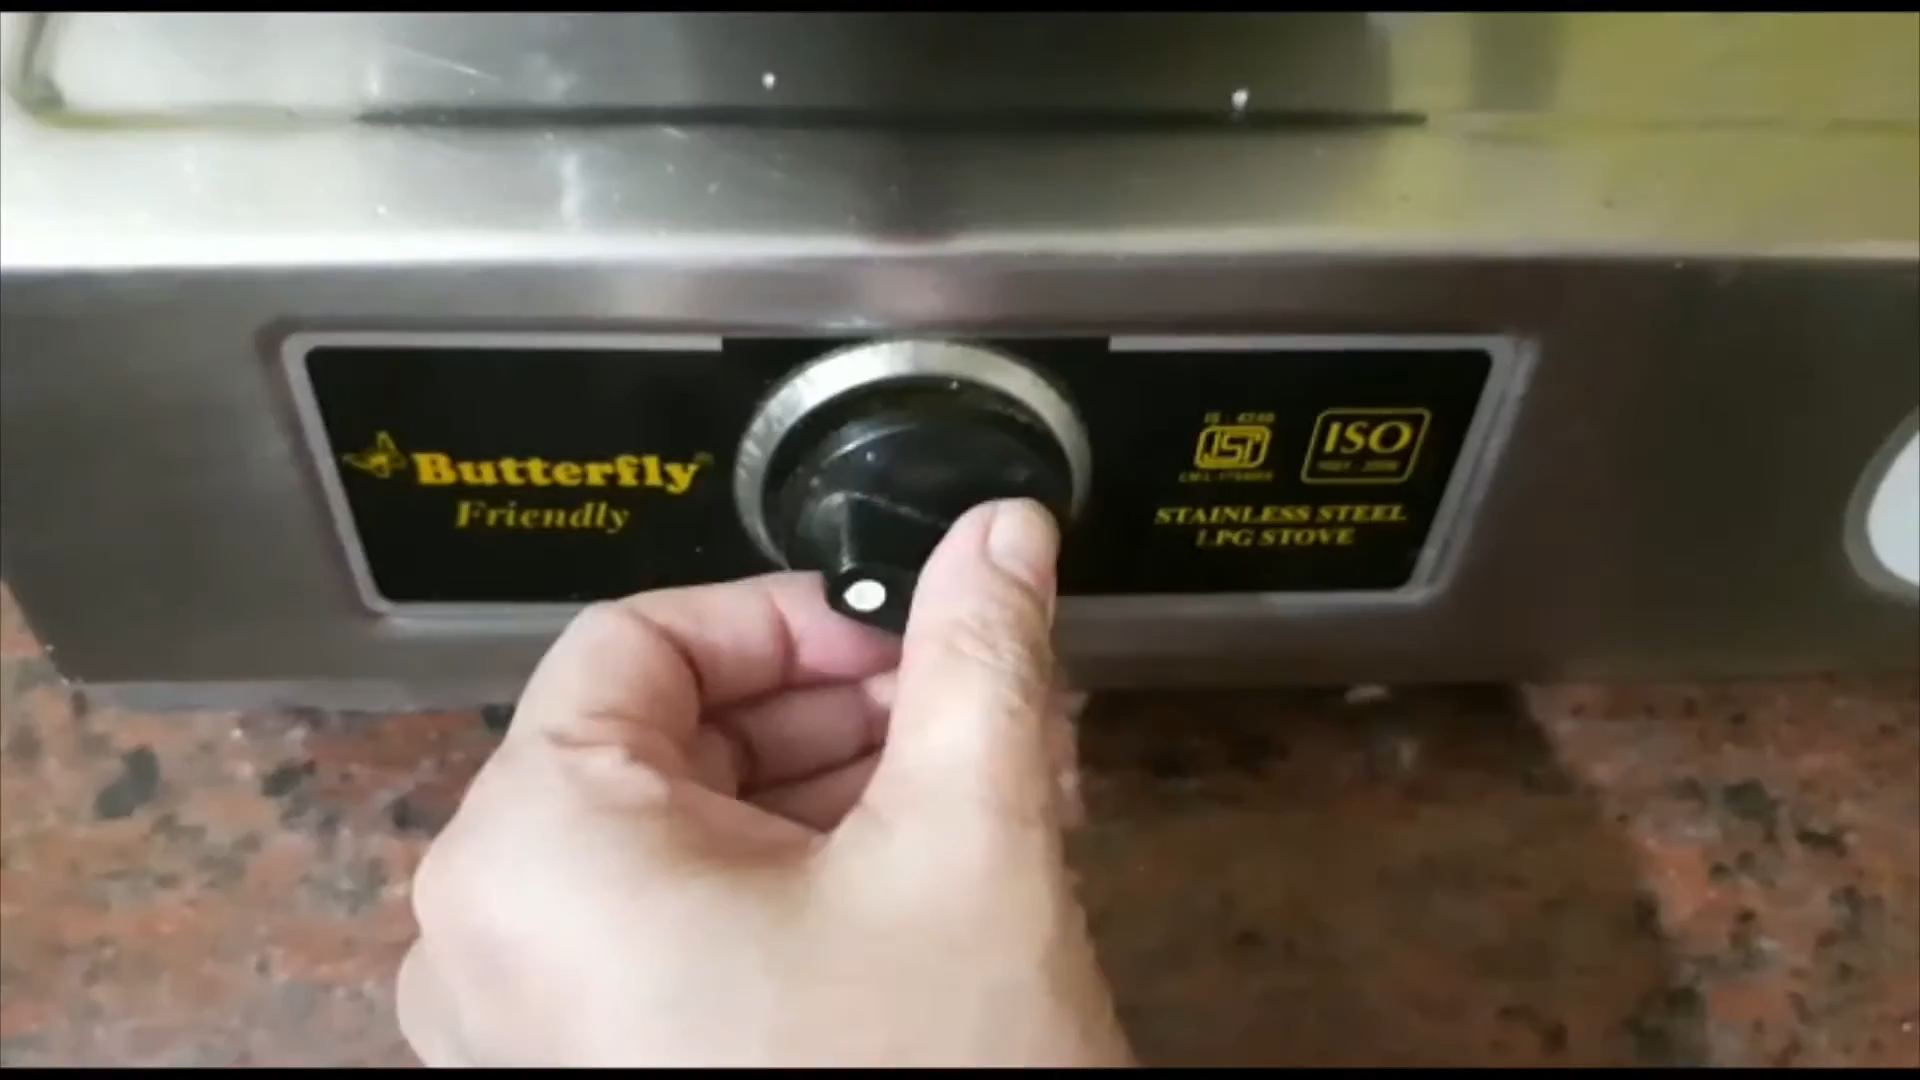 Butterfly
Friendly
ISI
ISO
STAINLESS STEEL
LPG STOVE